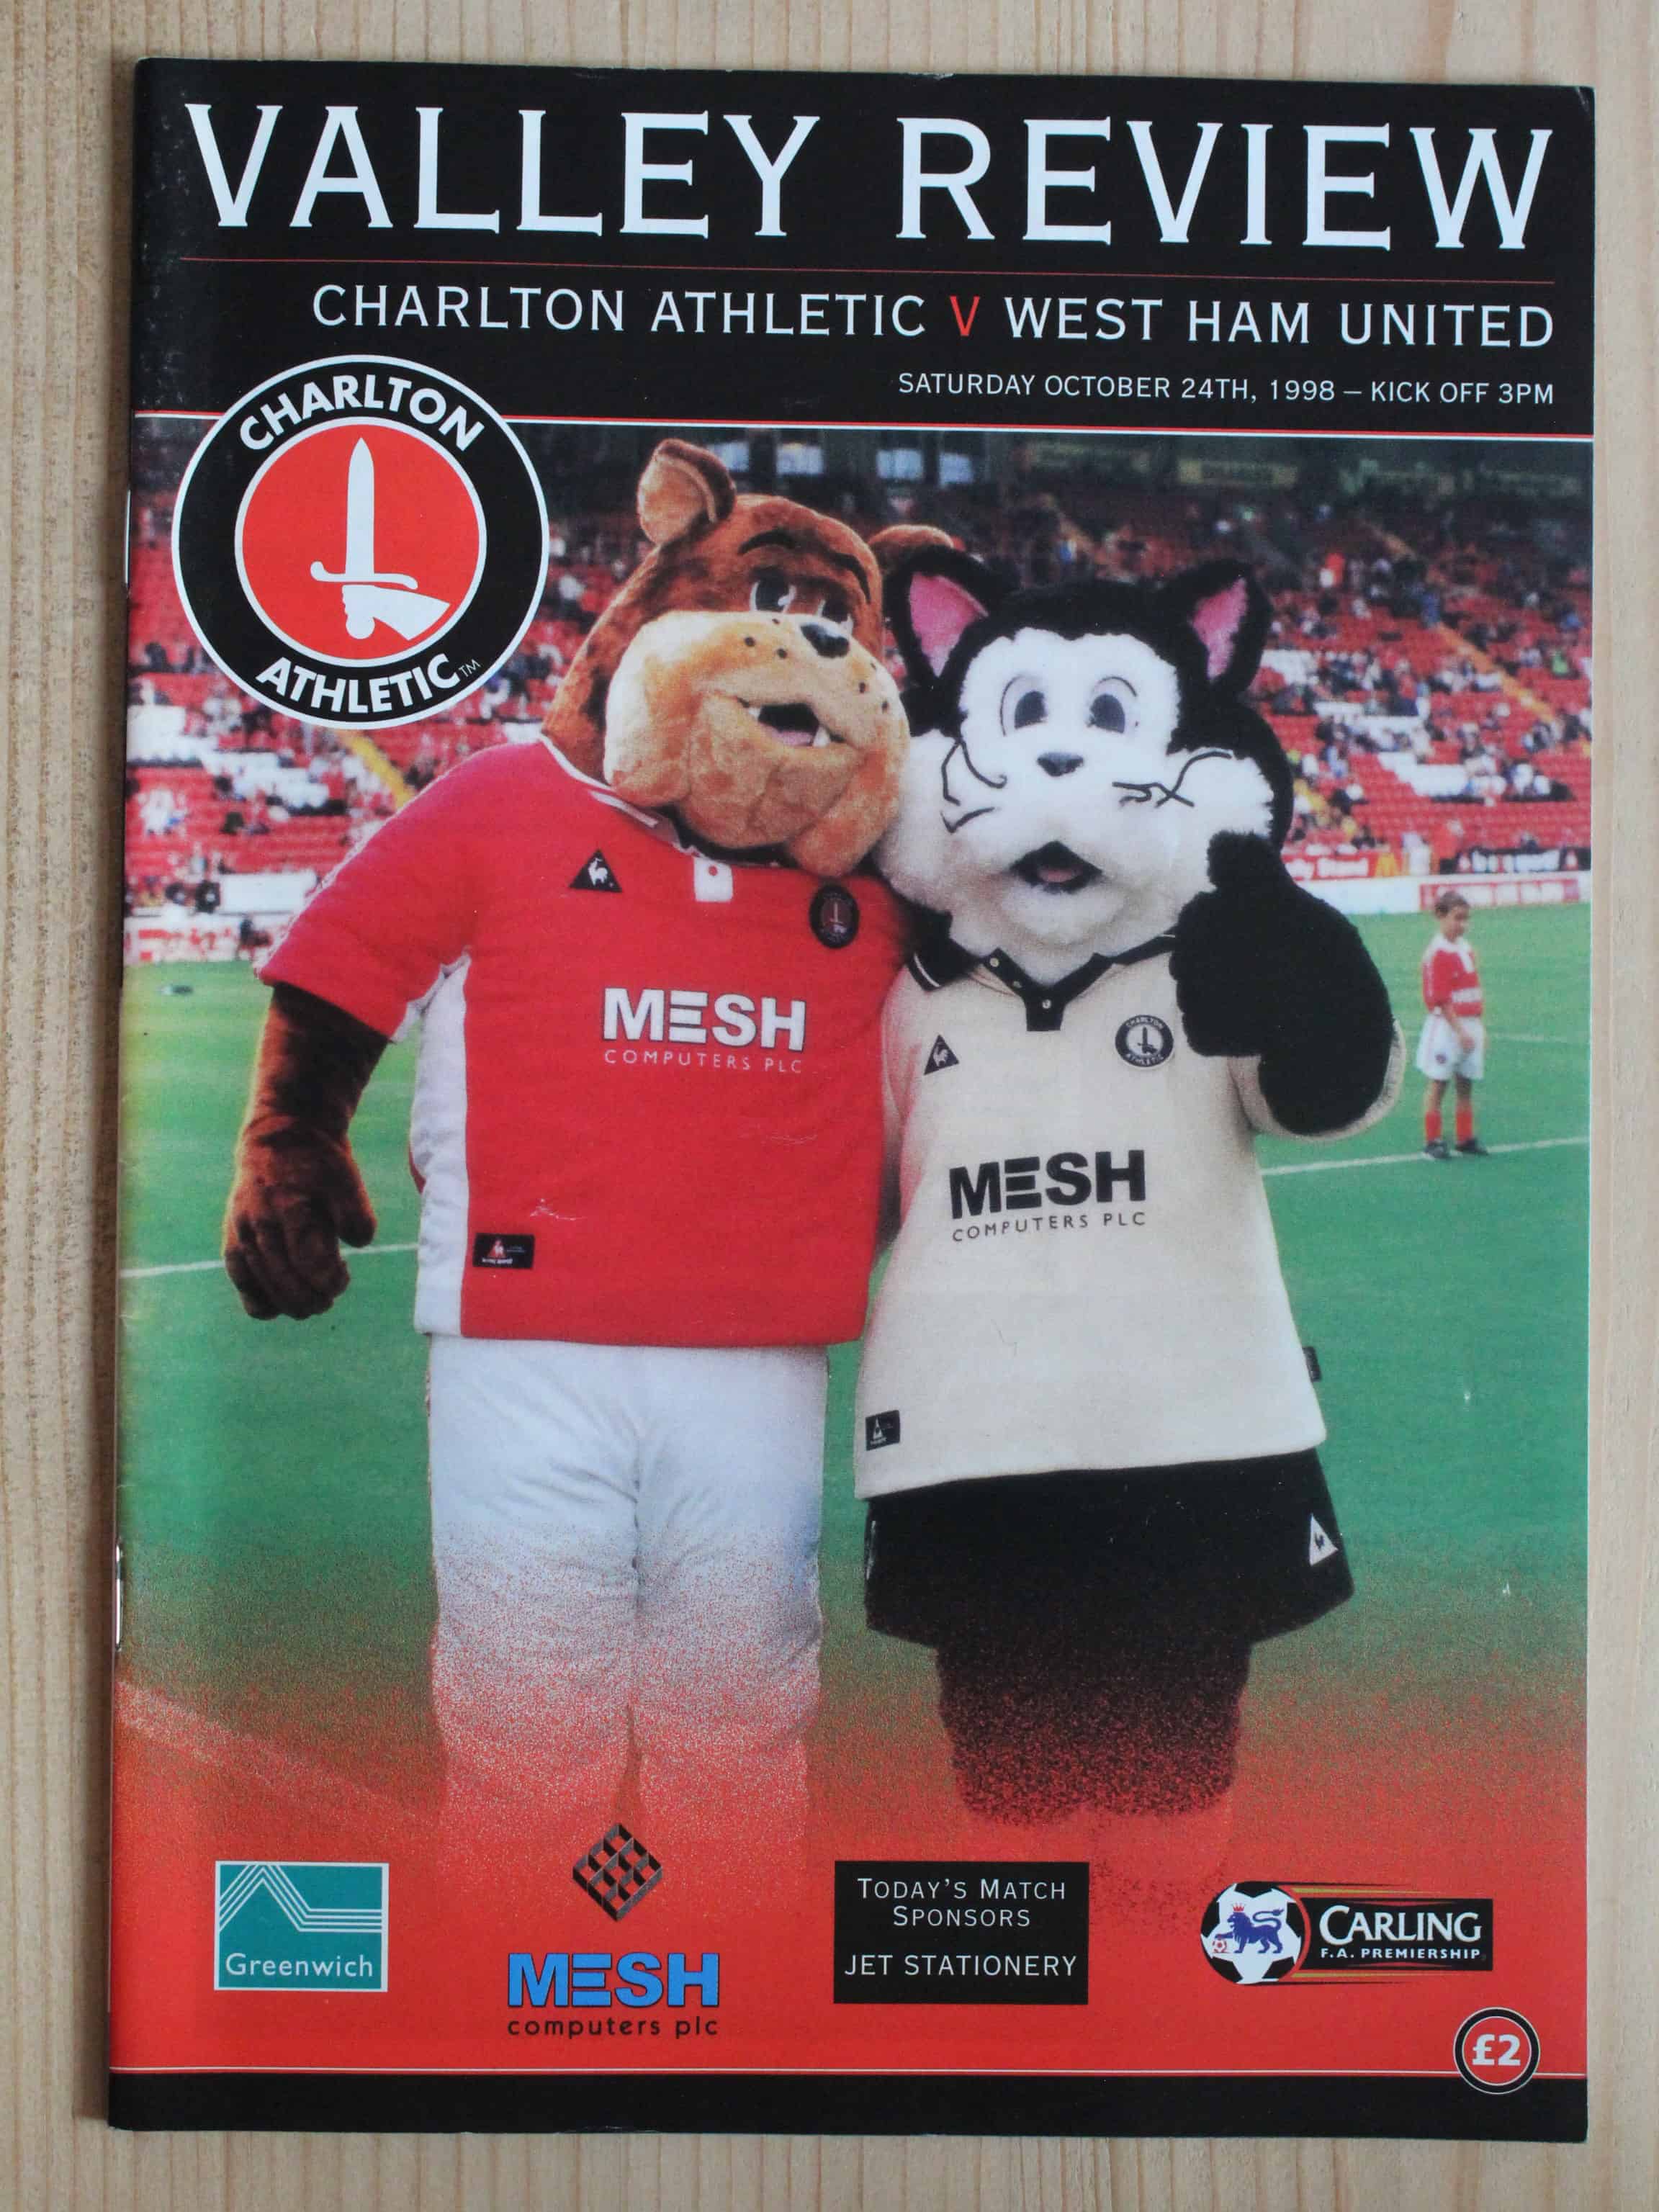 VALLEY REVIEW
CHARLTON ATHLETIC V WEST HAM UNITED
SATURDAY OCTOBER 24TH, 1998 – KICK OFF 3PM
CHARLTON
ATHLETIC™
MESH
COMPUTERS PLC
CHARLTON
ATHLETIC
MESH
COMPUTERS PLC
Greenwich
MESH
computers plc
TODAY'S MATCH
SPONSORS
JET STATIONERY
CARLING
F.A. PREMIERSHIP
£2